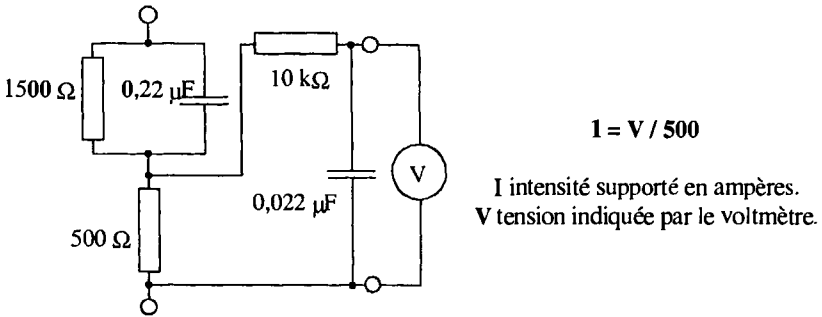 1500 Ω
0,22 µF
10 kΩ
0,022 µF
V
500 Ω
1 = V / 500
I intensité supporté en ampères.
V tension indiquée par le voltmètre.